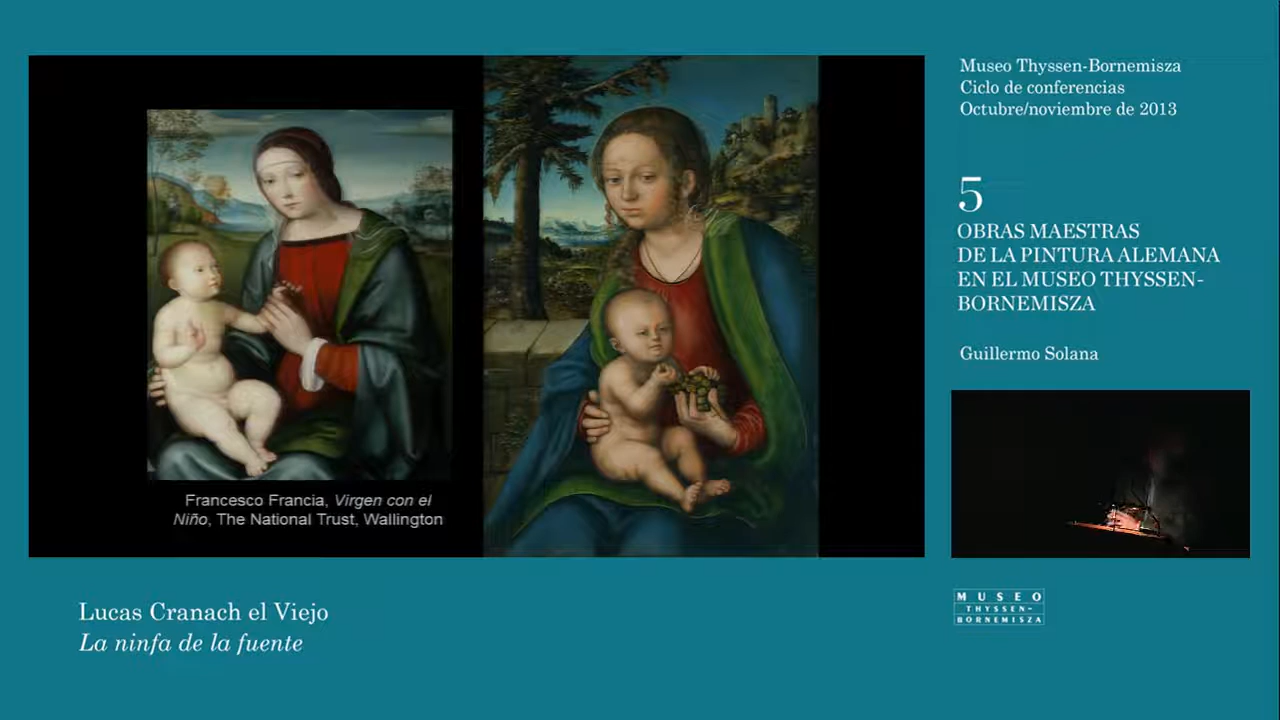 Museo Thyssen-Bornemisza
Ciclo de conferencias
Octubre/noviembre de 2013
5
OBRAS MAESTRAS
DE LA PINTURA ALEMANA
EN EL MUSEO THYSSEN-
BORNEMISZA
Guillermo Solana
Francesco Francia, Virgen con el
Niño, The National Trust, Wallington
Lucas Cranach el Viejo
La ninfa de la fuente
MUSEO
THYSSEN-
BORNEMISZA